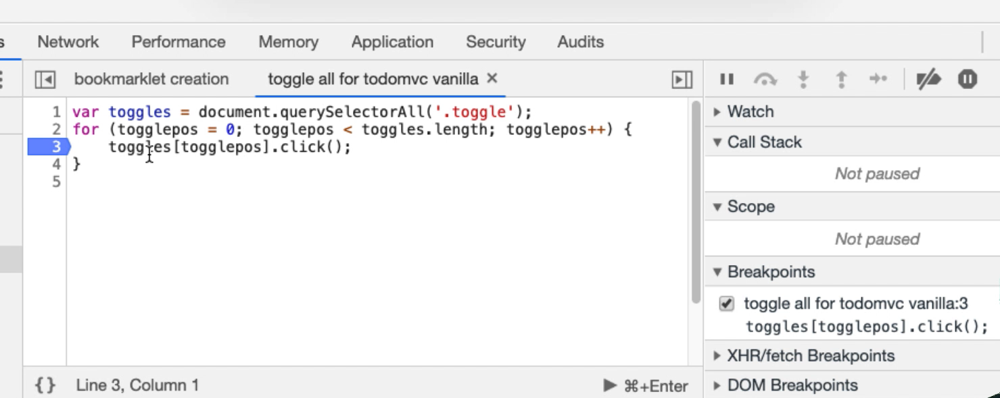 s Network Performance Memory Application Security Audits
bookmarklet creation toggle all for todomvc vanilla ×
1 var toggles = document.querySelectorAll('.toggle');
2 for (togglepos = 0; togglepos < toggles.length; togglepos++) {
3 toggles[togglepos].click();
4 }
5
{} Line 3, Column 1 ⌘+Enter
Watch
Call Stack
Not paused
Scope
Not paused
Breakpoints
toggle all for todomvc vanilla:3
toggles[togglepos].click();
XHR/fetch Breakpoints
DOM Breakpoints